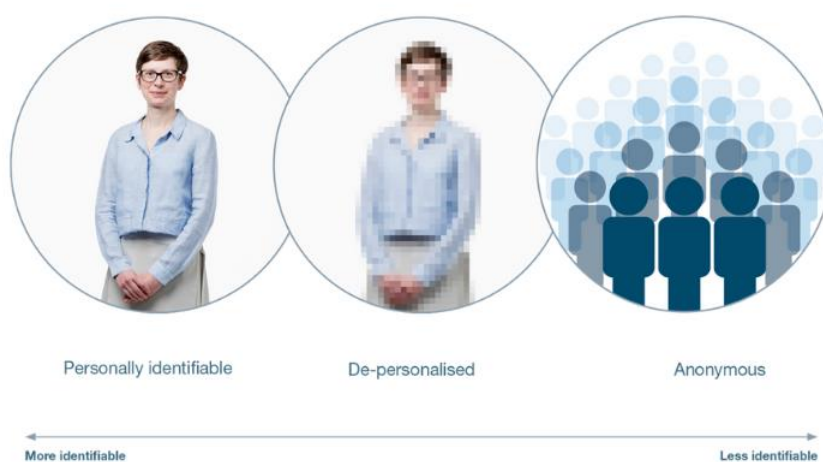 Personally identifiable
De-personalised
Anonymous
More identifiable
Less identifiable